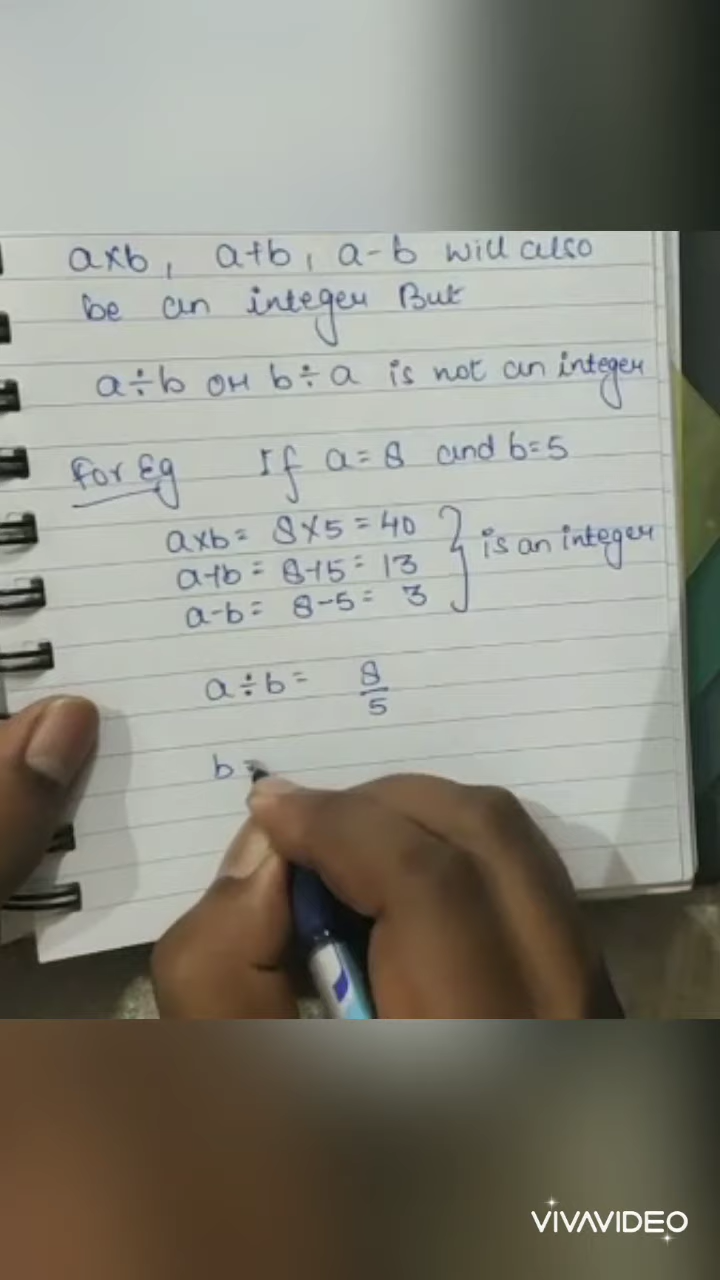 a×b, a+b, a-b will also
be an integer But
a÷b or b÷a is not an integer
For Eg If a=8 and b=5
a×b= 8×5=40
a+b= 8+5= 13
a-b= 8-5= 3
is an integer
a÷b= 8/5
b
VIVAVIDEO